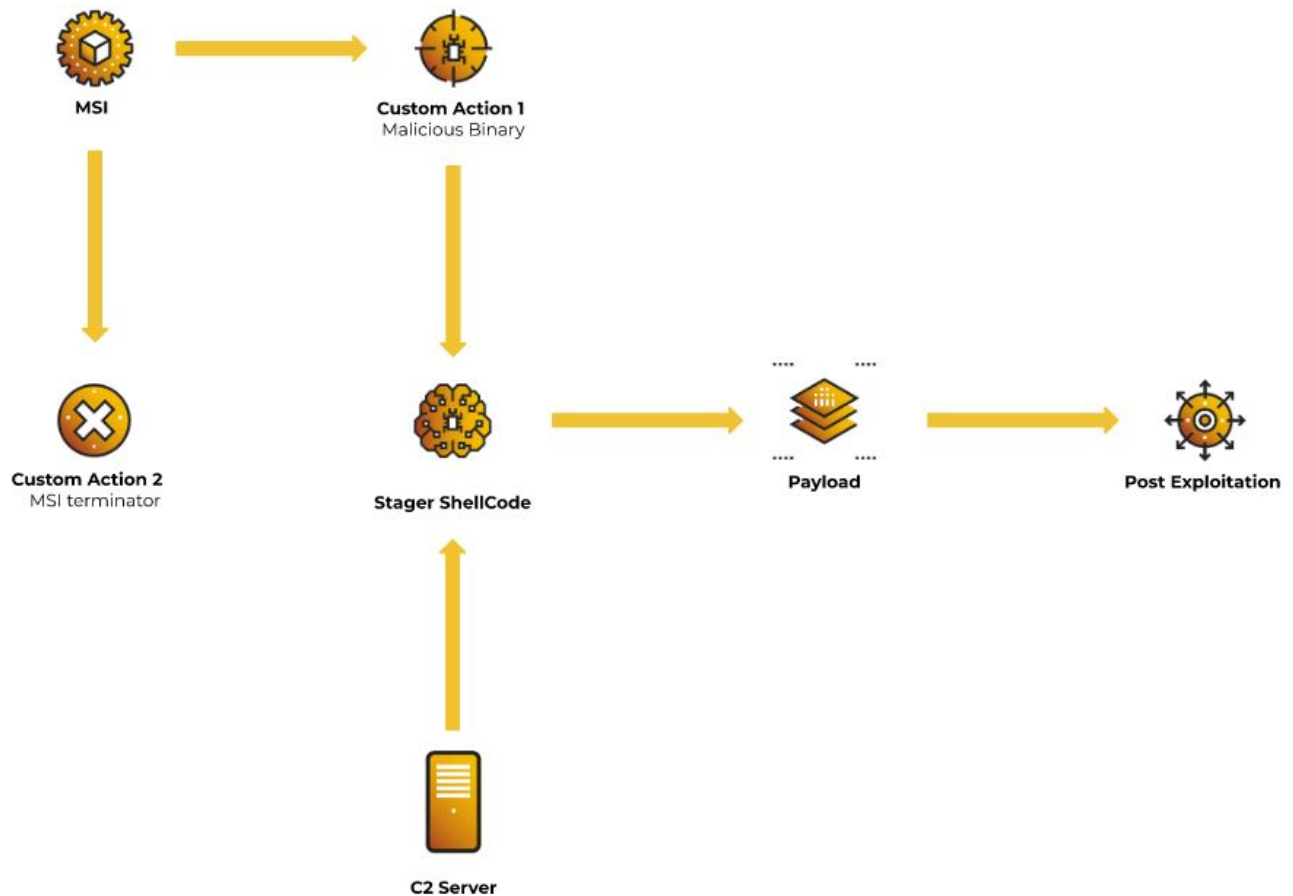 MSI
Custom Action 1
Malicious Binary
Custom Action 2
MSI terminator
Stager ShellCode
Payload
Post Exploitation
C2 Server